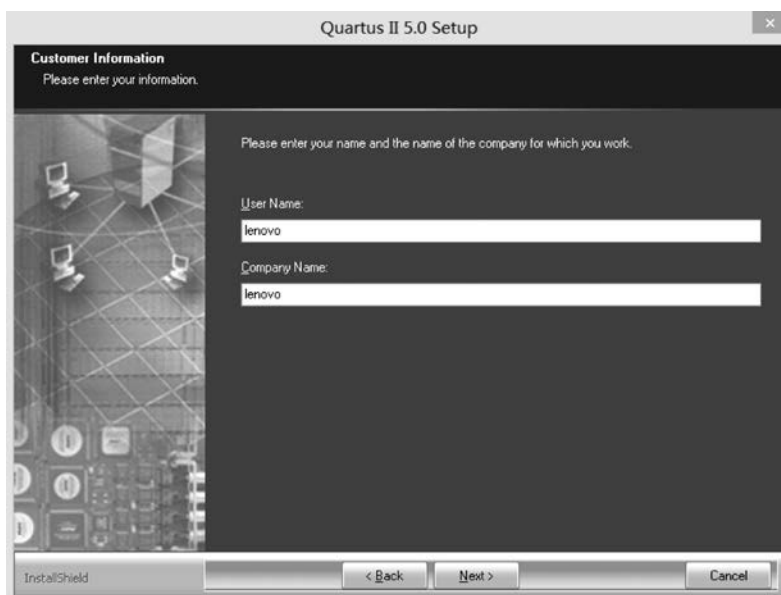 Quartus II 5.0 Setup
×
Customer Information
Please enter your information.
Please enter your name and the name of the company for which you work.
User Name:
lenovo
Company Name:
lenovo
InstallShield
< Back
Next >
Cancel